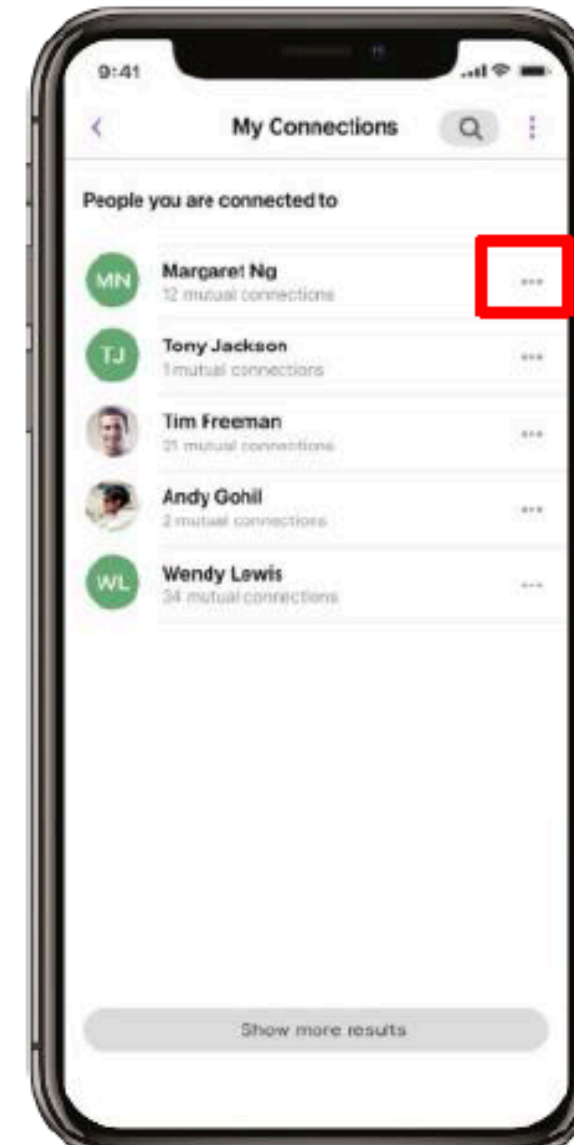 9:41
My Connections
People you are connected to
MN
Margaret Ng
12 mutual connections
TJ
Tony Jackson
1 mutual connections
Tim Freeman
21 mutual connections
Andy Gohil
2 mutual connections
WL
Wendy Lewis
34 mutual connections
Show more results